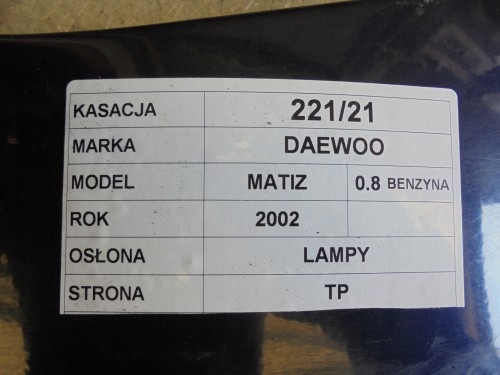 KASACJA 221/21
MARKA DAEWOO
MODEL MATIZ 0.8 BENZYNA
ROK 2002
OSŁONA LAMPY
STRONA TP